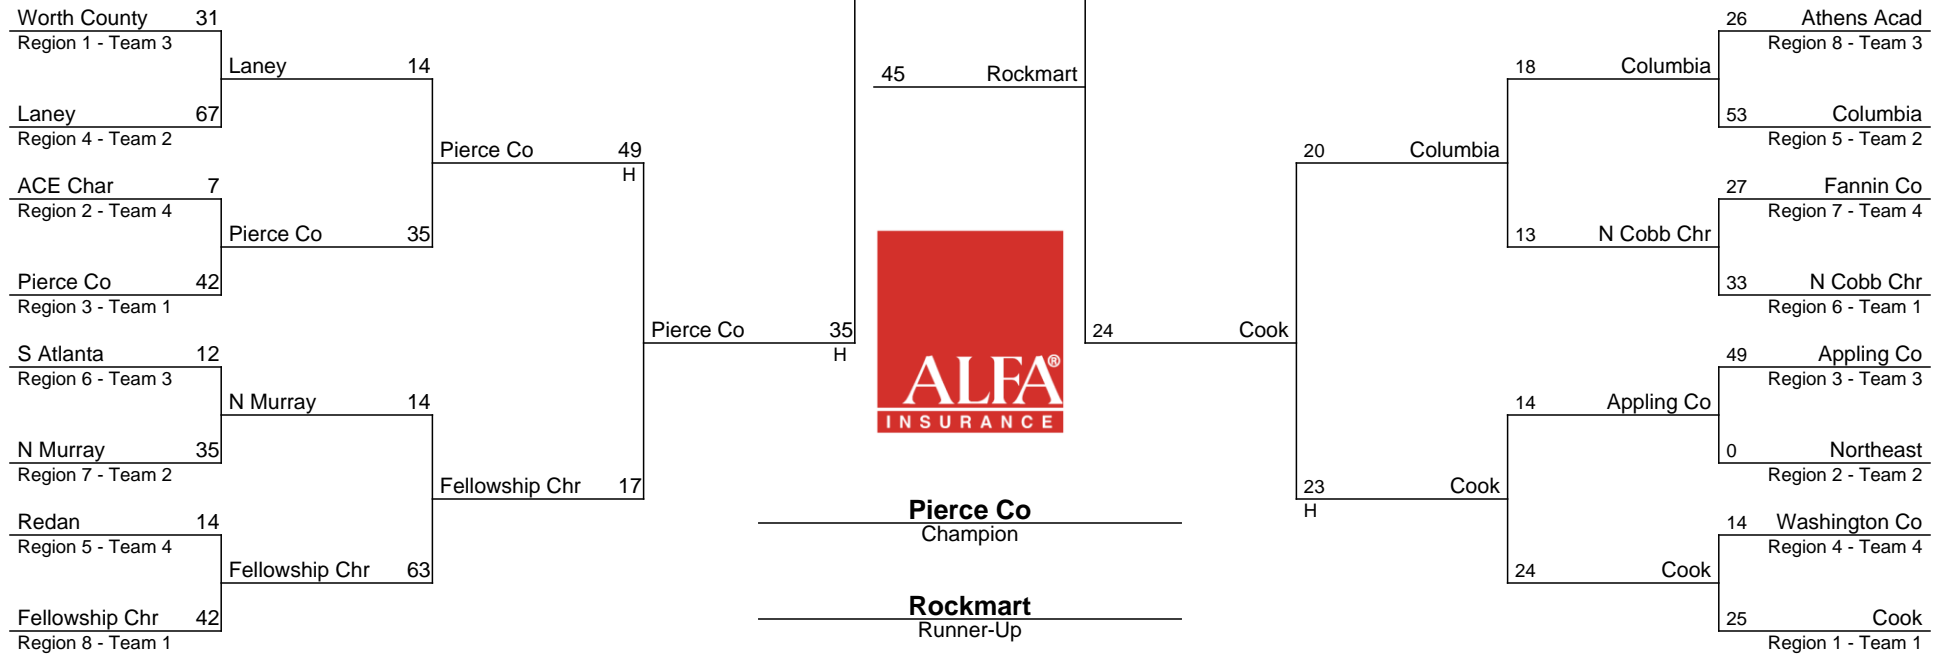 Worth County 31
Region 1 - Team 3
Laney 67
Region 4 - Team 2
ACE Char 7
Region 2 - Team 4
Pierce Co 42
Region 3 - Team 1
S Atlanta 12
Region 6 - Team 3
N Murray 35
Region 7 - Team 2
Redan 14
Region 5 - Team 4
Fellowship Chr 42
Region 8 - Team 1
Laney 14
Pierce Co 35
N Murray 14
Fellowship Chr 63
Pierce Co 49
H
Fellowship Chr 17
Pierce Co 35
H
45 Rockmart
ALFA®
INSURANCE
Pierce Co
Champion
Rockmart
Runner-Up
24 Cook
20 Columbia
23 Cook
H
18 Columbia
13 N Cobb Chr
14 Appling Co
24 Cook
26 Athens Acad
Region 8 - Team 3
53 Columbia
Region 5 - Team 2
27 Fannin Co
Region 7 - Team 4
33 N Cobb Chr
Region 6 - Team 1
49 Appling Co
Region 3 - Team 3
0 Northeast
Region 2 - Team 2
14 Washington Co
Region 4 - Team 4
25 Cook
Region 1 - Team 1